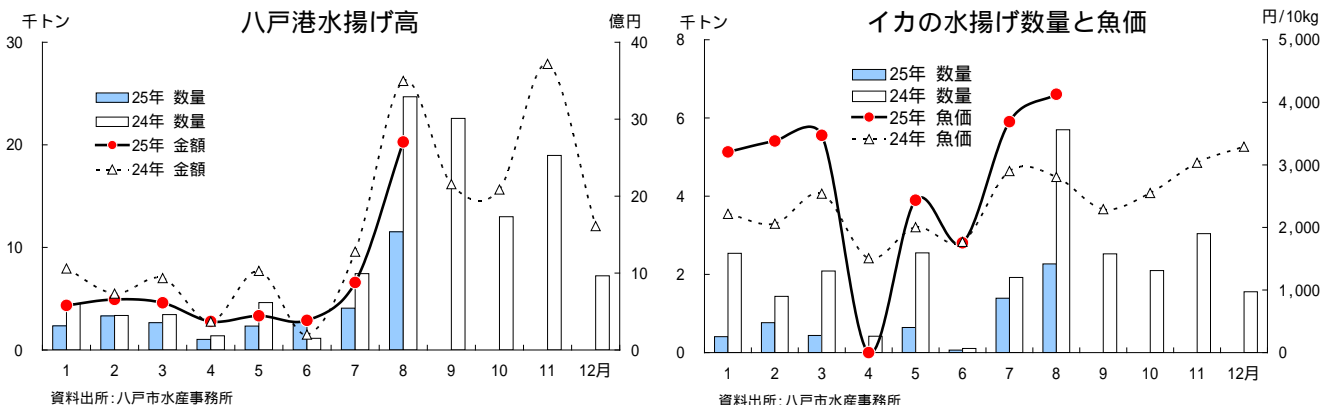 千トン 八戸港水揚げ高 億円
30
20
10
0
40
30
20
10
0
25年 数量
24年 数量
25年 金額
24年 金額
1 2 3 4 5 6 7 8 9 10 11 12月
資料出所:八戸市水産事務所
千トン イカの水揚げ数量と魚価 円/10kg
8
6
4
2
0
5,000
4,000
3,000
2,000
1,000
0
25年 数量
24年 数量
25年 魚価
24年 魚価
1 2 3 4 5 6 7 8 9 10 11 12月
資料出所:八戸市水産事務所